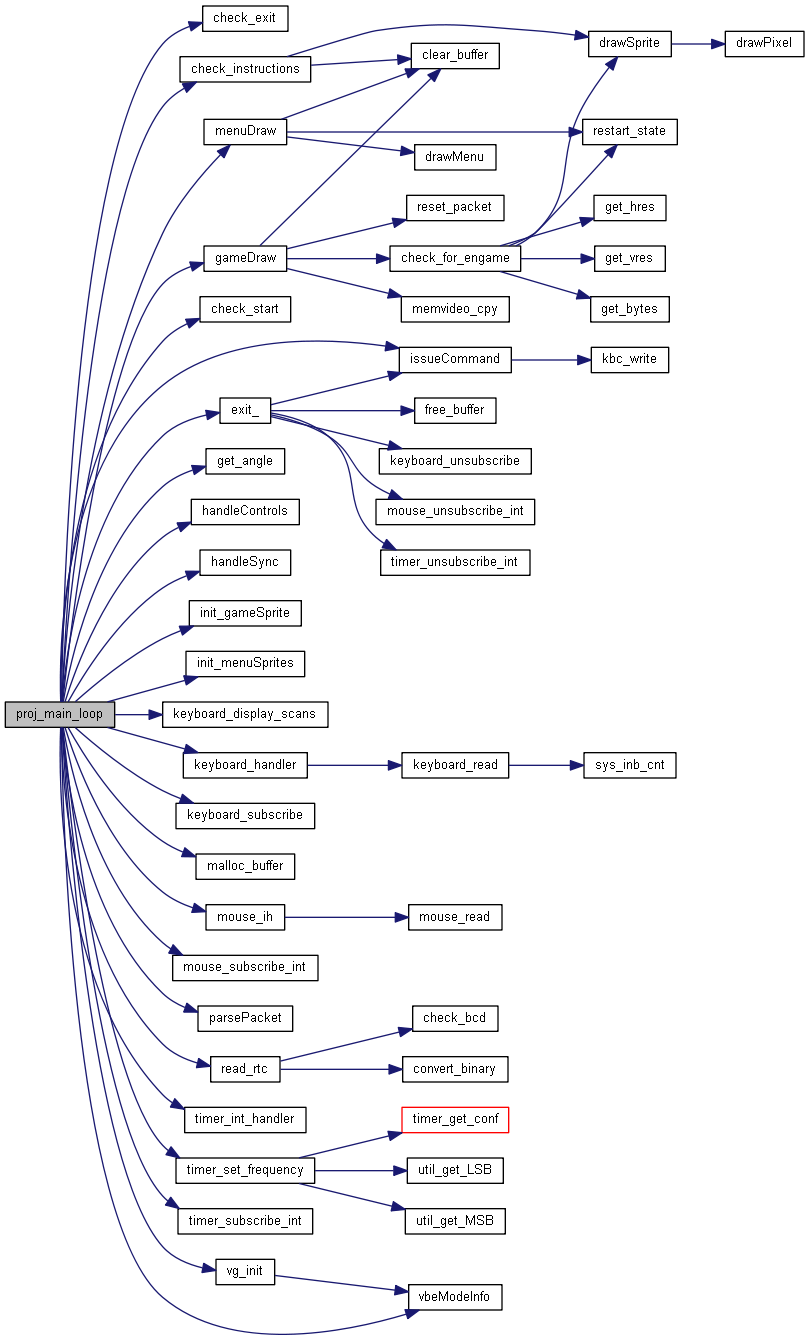 check_exit
drawSprite
drawPixel
clear_buffer
check_instructions
menuDraw
restart_state
drawMenu
reset_packet
get_hres
gameDraw
check_for_engame
get_vres
check_start
memvideo_cpy
get_bytes
issueCommand
kbc_write
exit_
free_buffer
get_angle
keyboard_unsubscribe
handleControls
mouse_unsubscribe_int
handleSync
timer_unsubscribe_int
init_gameSprite
init_menuSprites
proj_main_loop
keyboard_display_scans
keyboard_handler
keyboard_read
sys_inb_cnt
keyboard_subscribe
malloc_buffer
mouse_ih
mouse_read
mouse_subscribe_int
parsePacket
check_bcd
read_rtc
convert_binary
timer_int_handler
timer_get_conf
timer_set_frequency
util_get_LSB
timer_subscribe_int
util_get_MSB
vg_init
vbeModeInfo